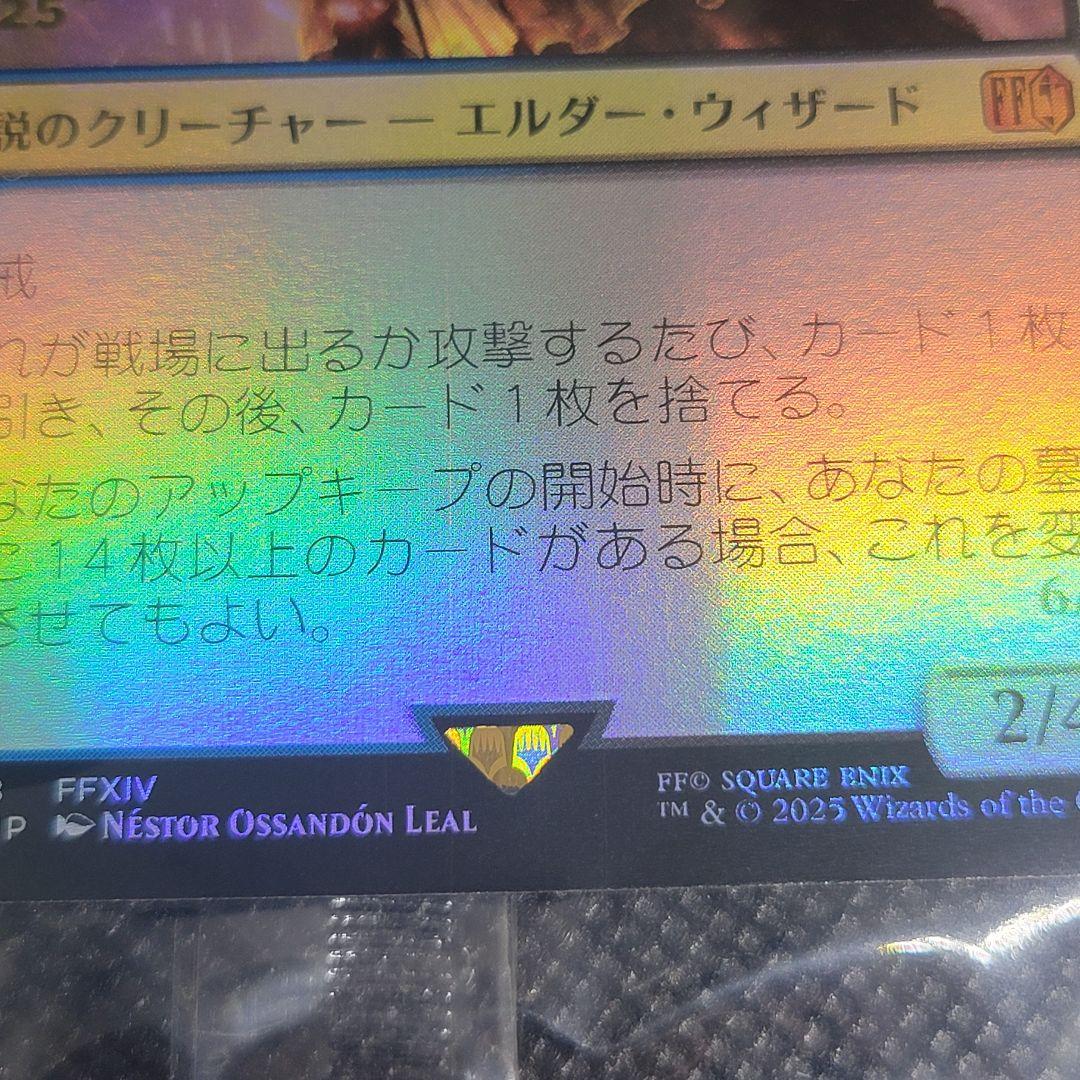 25
説のクリーチャー — エルダー・ウィザード
FF
戒
れが戦場に出るか攻撃するたび、カード1枚
引き、その後、カード1枚を捨てる。
なたのアップキープの開始時に、あなたの墓
に14枚以上のカードがある場合、これを変
させてもよい。
6/
2/4
FFXIV
P NÉSTOR OSSANDÓN LEAL
FF© SQUARE ENIX
™ & © 2025 Wizards of the C